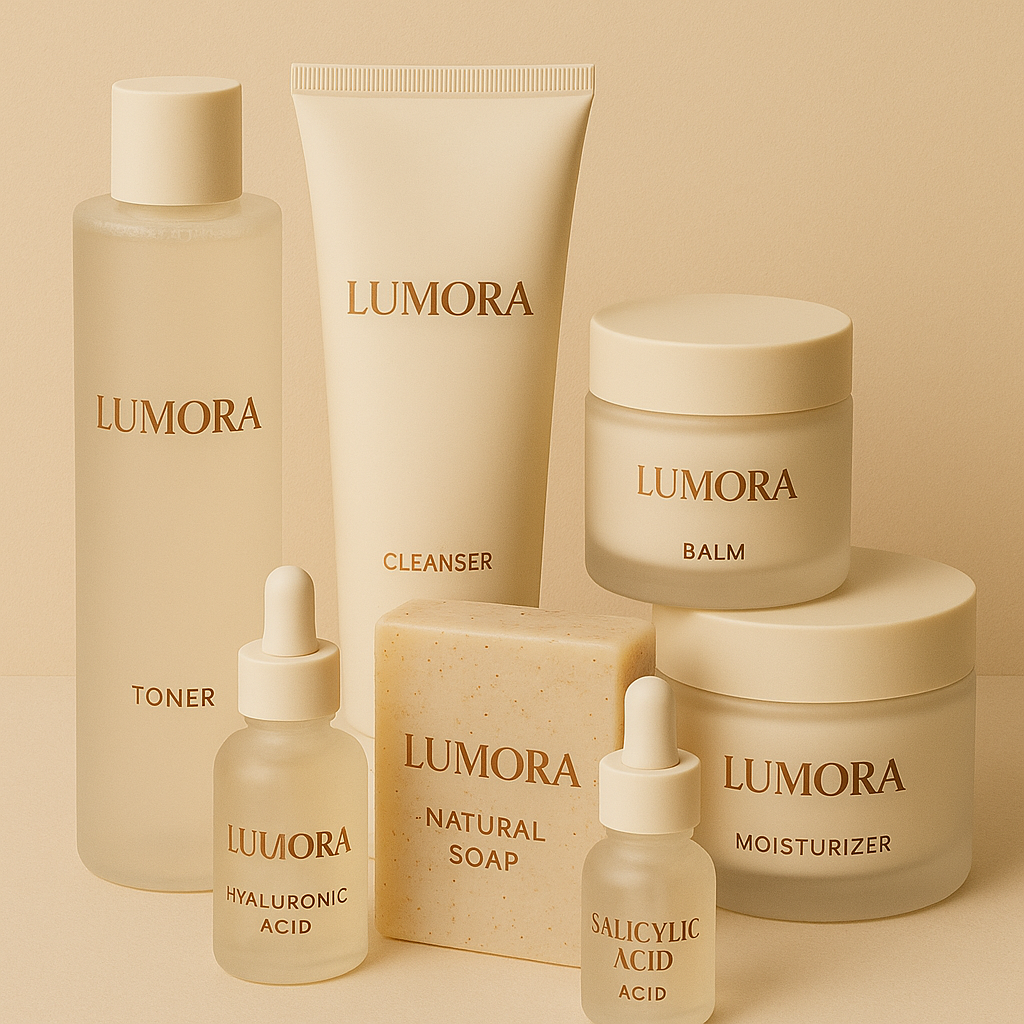 LUMORA
TONER
LUMORA
CLEANSER
LUMORA
BALM
LUUORA
HYALURONIC
ACID
LUMORA
NATURAL
SOAP
SALICYLIC
ACID
ACID
LUMORA
MOISTURIZER